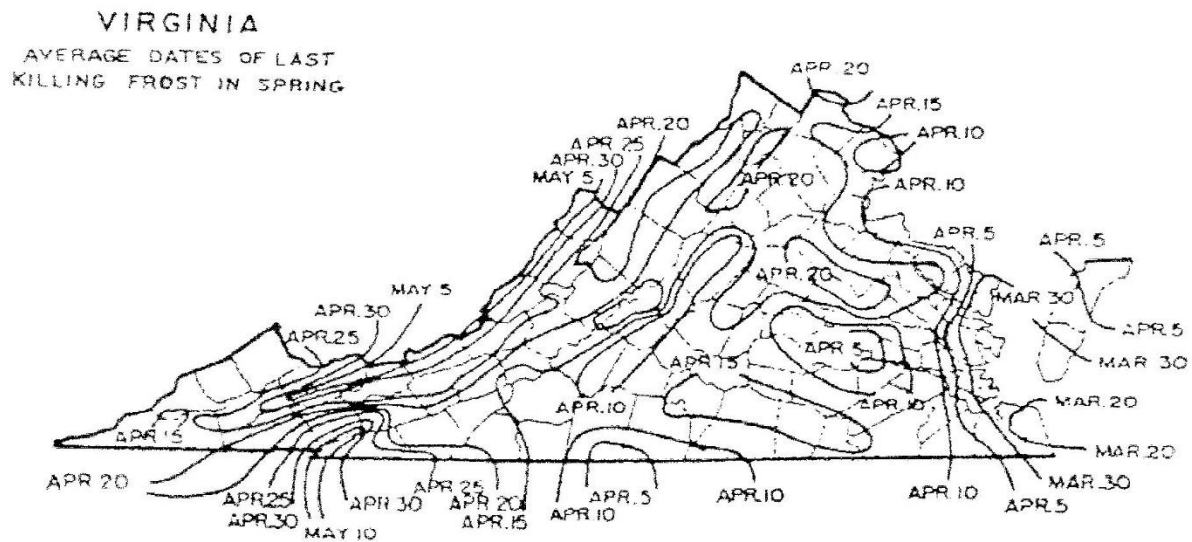 VIRGINIA
AVERAGE DATES OF LAST
KILLING FROST IN SPRING
APR. 20
APR. 15
APR. 20
APR. 25
APR. 10
APR. 30
MAY 5
APR. 20
APR. 10
APR. 5
APR. 5
APR. 20
MAY 5
MAR 30
APR. 30
APR. 5
APR. 25
APR. 5
MAR 30
APR 15
APR. 10
APR. 10
MAR. 20
APR. 15
MAR. 20
APR 20
APR. 25
APR. 30
APR. 25
APR. 20
APR. 5
APR. 10
APR. 10
MAR 30
APR. 30
APR. 15
APR. 10
APR. 5
MAY 10